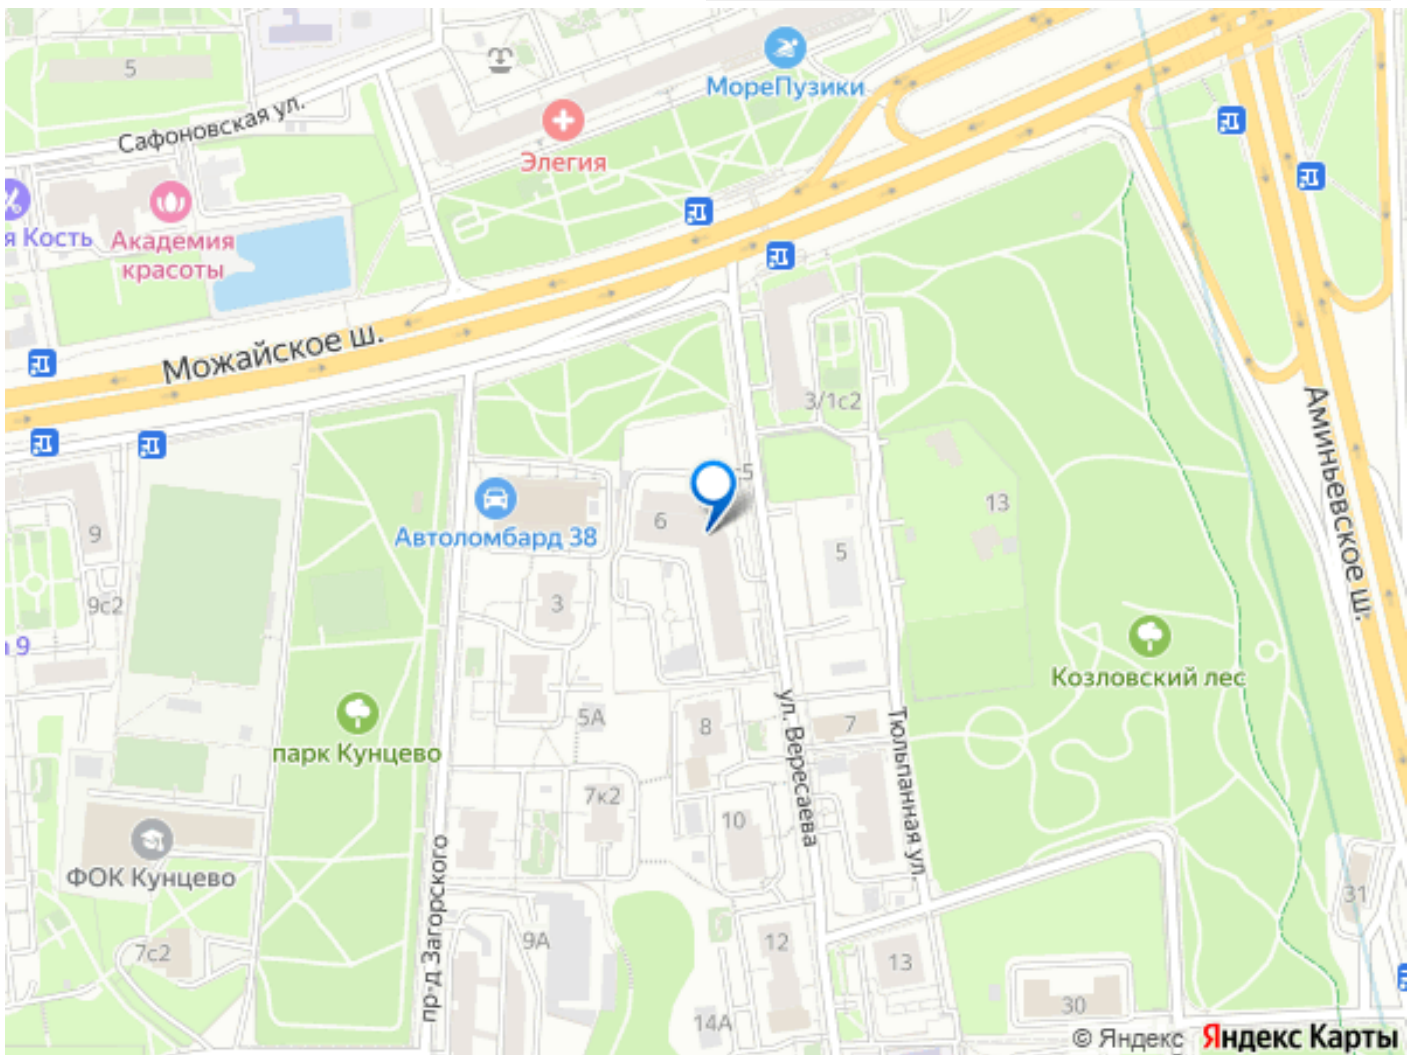 5
МореПузики
Сафоновская ул.
Элегия
я Кость
Академия
красоты
Можайское ш.
3/1с2
Аминьевское ш.
с5
9
Автоломбард 38
6
13
5
9с2
3
9
Козловский лес
5А
8
ул. Вересаева
7
Тюльпанная ул.
парк Кунцево
7к2
10
ФОК Кунцево
пр-д Загорского
31
7с2
9А
12
13
14А
30
© Яндекс Яндекс Карты